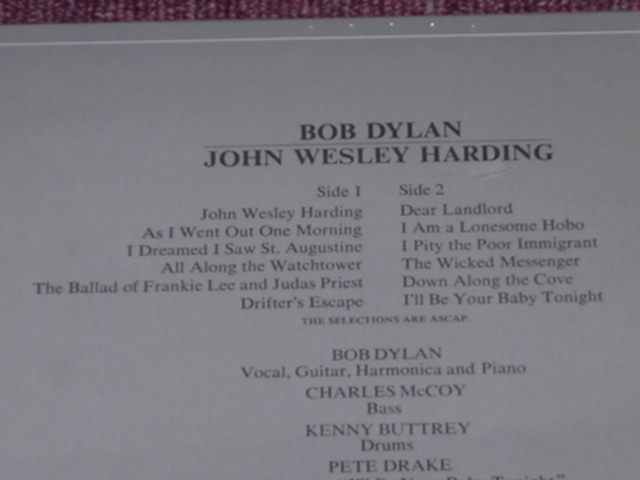 BOB DYLAN
JOHN WESLEY HARDING
Side 1
John Wesley Harding
As I Went Out One Morning
I Dreamed I Saw St. Augustine
All Along the Watchtower
The Ballad of Frankie Lee and Judas Priest
Drifter's Escape
Side 2
Dear Landlord
I Am a Lonesome Hobo
I Pity the Poor Immigrant
The Wicked Messenger
Down Along the Cove
I'll Be Your Baby Tonight
THE SELECTIONS ARE ASCAP.
BOB DYLAN
Vocal, Guitar, Harmonica and Piano
CHARLES McCOY
Bass
KENNY BUTTREY
Drums
PETE DRAKE